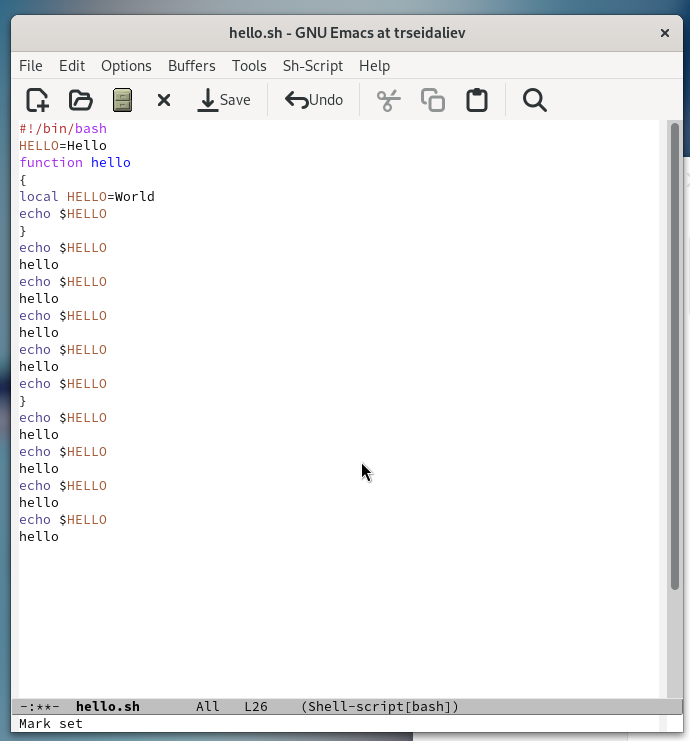 hello.sh - GNU Emacs at trseidaliev
File Edit Options Buffers Tools Sh-Script Help
Save Undo
#!/bin/bash
HELLO=Hello
function hello
{
local HELLO=World
echo $HELLO
}
echo $HELLO
hello
echo $HELLO
hello
echo $HELLO
hello
echo $HELLO
hello
echo $HELLO
}
echo $HELLO
hello
echo $HELLO
hello
echo $HELLO
hello
echo $HELLO
hello
-:**- hello.sh All L26 (Shell-script[bash])
Mark set